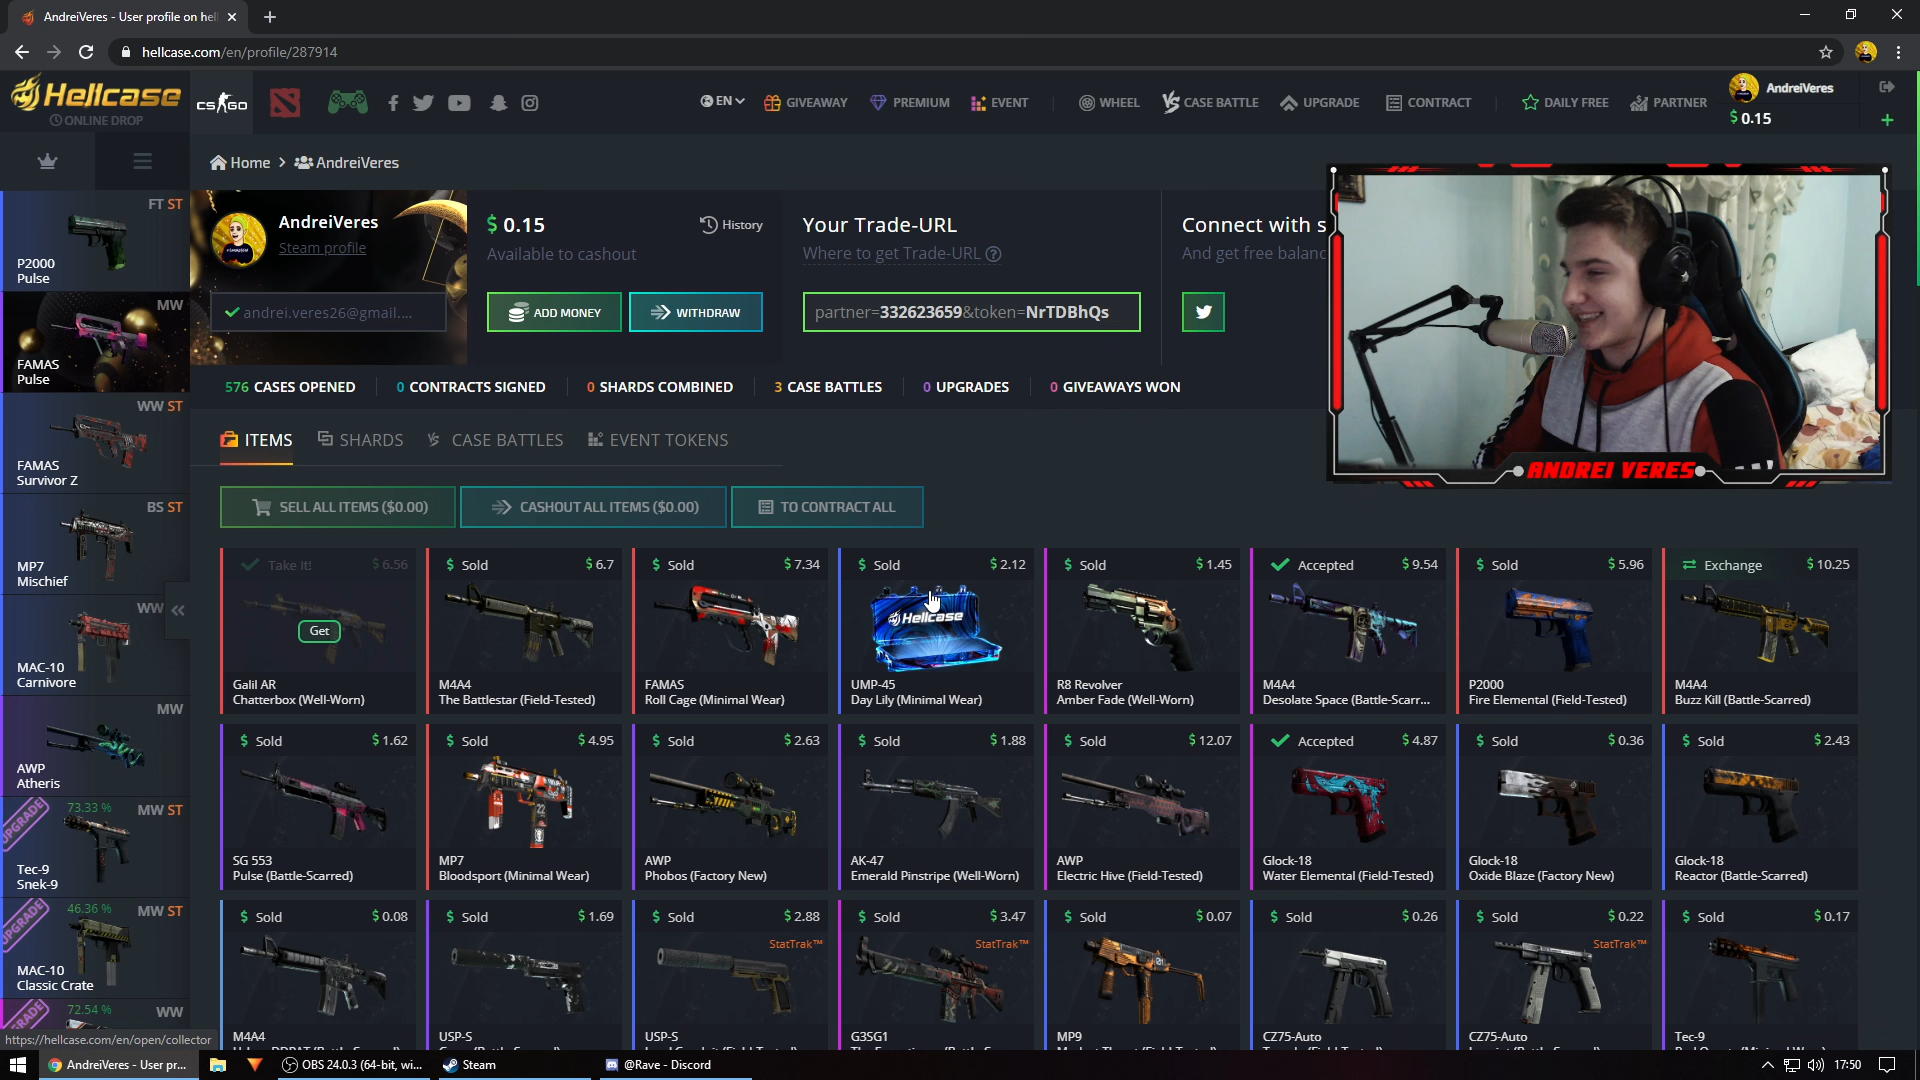 AndreiVeres - User profile on hel
hellcase.com/en/profile/287914
Hellcase
ONLINE DROP
CS:GO
EN
GIVEAWAY
PREMIUM
EVENT
WHEEL
CASE BATTLE
UPGRADE
CONTRACT
DAILY FREE
PARTNER
AndreiVeres
$ 0.15
Home > AndreiVeres
AndreiVeres
Steam profile
andrei.veres26@gmail....
$ 0.15
History
Available to cashout
ADD MONEY
WITHDRAW
Your Trade-URL
Where to get Trade-URL
partner=332623659&token=NrTDBhQs
Connect with s
And get free balanc
ANDREI VERES
576 CASES OPENED
0 CONTRACTS SIGNED
0 SHARDS COMBINED
3 CASE BATTLES
0 UPGRADES
0 GIVEAWAYS WON
ITEMS
SHARDS
CASE BATTLES
EVENT TOKENS
SELL ALL ITEMS ($0.00)
CASHOUT ALL ITEMS ($0.00)
TO CONTRACT ALL
FT ST
P2000
Pulse
MW
FAMAS
Pulse
WW ST
FAMAS
Survivor Z
BS ST
MP7
Mischief
WW
MAC-10
Carnivore
MW
AWP
Atheris
UPGRADE
73.33 %
MW ST
Tec-9
Snek-9
UPGRADE
46.36 %
MW ST
MAC-10
Classic Crate
72.54 %
WW
Take it!
$ 6.56
Get
Galil AR
Chatterbox (Well-Worn)
$ Sold
$ 6.7
M4A4
The Battlestar (Field-Tested)
$ Sold
$ 7.34
FAMAS
Roll Cage (Minimal Wear)
$ Sold
$ 2.12
Hellcase
UMP-45
Day Lily (Minimal Wear)
$ Sold
$ 1.45
R8 Revolver
Amber Fade (Well-Worn)
Accepted
$ 9.54
M4A4
Desolate Space (Battle-Scarr...
$ Sold
$ 5.96
P2000
Fire Elemental (Field-Tested)
Exchange
$ 10.25
M4A4
Buzz Kill (Battle-Scarred)
$ Sold
$ 1.62
SG 553
Pulse (Battle-Scarred)
$ Sold
$ 4.95
MP7
Bloodsport (Minimal Wear)
$ Sold
$ 2.63
AWP
Phobos (Factory New)
$ Sold
$ 1.88
AK-47
Emerald Pinstripe (Well-Worn)
$ Sold
$ 12.07
AWP
Electric Hive (Field-Tested)
Accepted
$ 4.87
Glock-18
Water Elemental (Field-Tested)
$ Sold
$ 0.36
Glock-18
Oxide Blaze (Factory New)
$ Sold
$ 2.43
Glock-18
Reactor (Battle-Scarred)
$ Sold
$ 0.08
M4A4
$ Sold
$ 1.69
USP-S
$ Sold
$ 2.88
StatTrak™
USP-S
$ Sold
$ 3.47
StatTrak™
G3SG1
$ Sold
$ 0.07
MP9
$ Sold
$ 0.26
CZ75-Auto
$ Sold
$ 0.22
StatTrak™
CZ75-Auto
$ Sold
$ 0.17
Tec-9
https://hellcase.com/en/open/collector
AndreiVeres - User pr...
OBS 24.0.3 (64-bit, wi...
Steam
@Rave - Discord
17:50